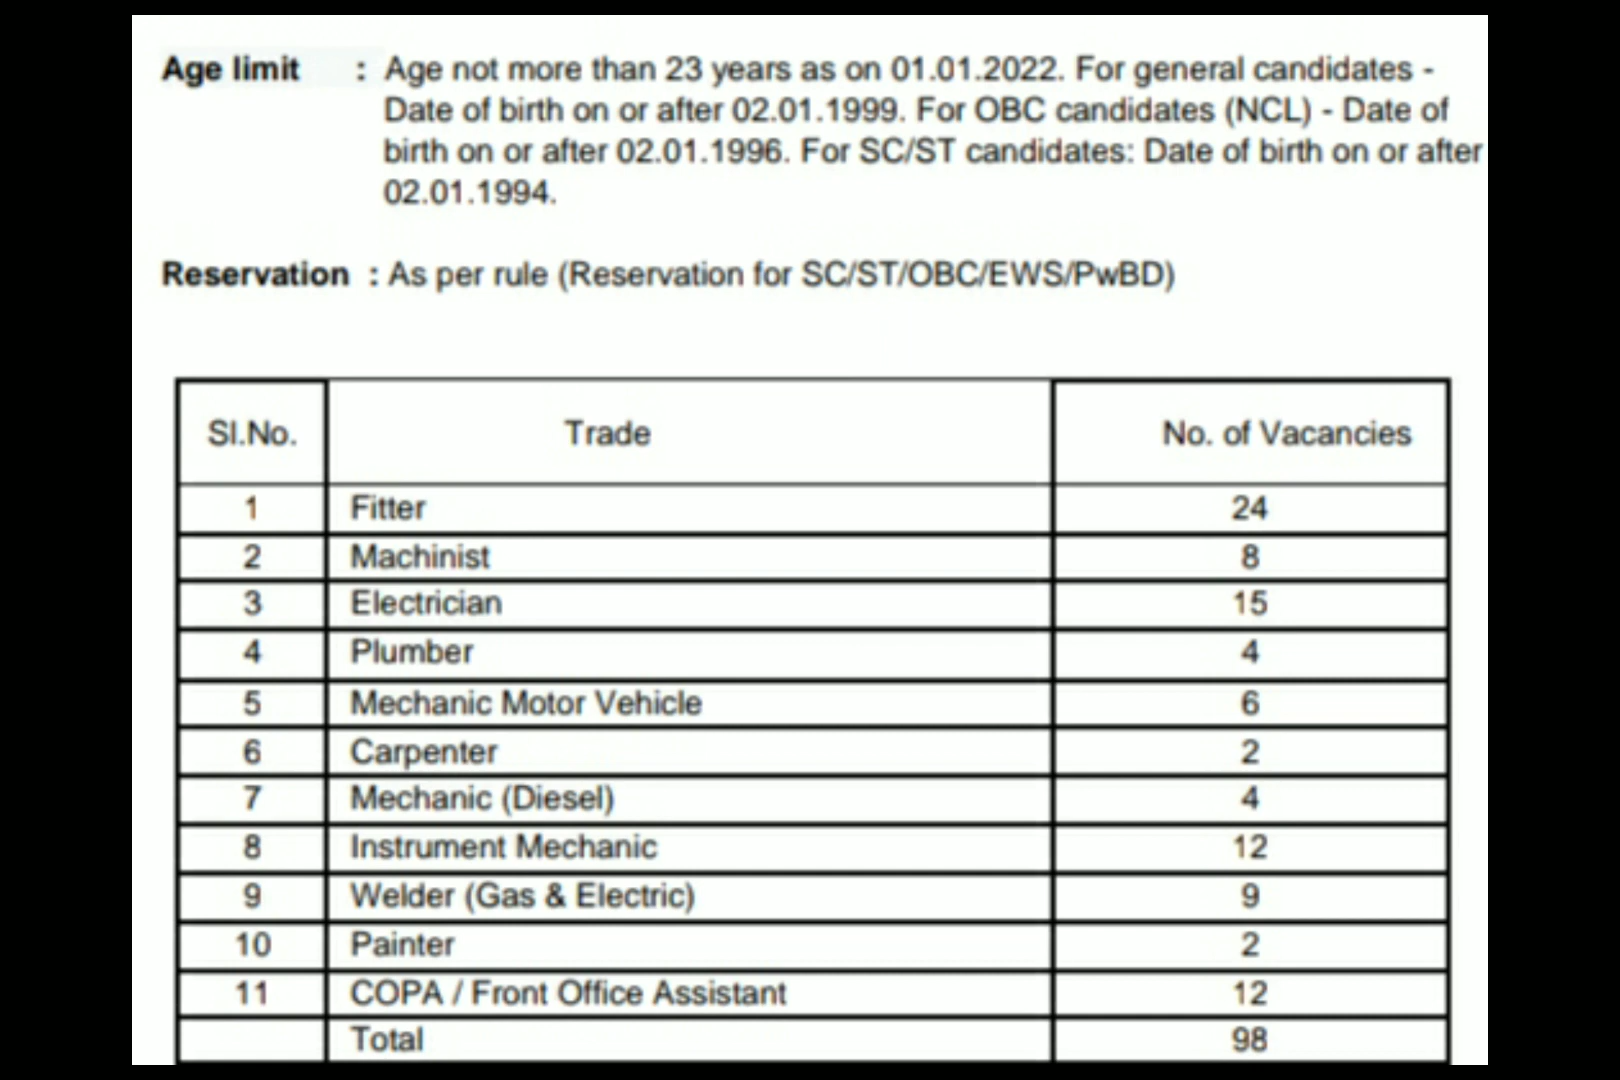 Age limit : Age not more than 23 years as on 01.01.2022. For general candidates -
Date of birth on or after 02.01.1999. For OBC candidates (NCL) - Date of
birth on or after 02.01.1996. For SC/ST candidates: Date of birth on or after
02.01.1994.
Reservation : As per rule (Reservation for SC/ST/OBC/EWS/PwBD)
Sl.No. Trade No. of Vacancies
1 Fitter 24
2 Machinist 8
3 Electrician 15
4 Plumber 4
5 Mechanic Motor Vehicle 6
6 Carpenter 2
7 Mechanic (Diesel) 4
8 Instrument Mechanic 12
9 Welder (Gas & Electric) 9
10 Painter 2
11 COPA / Front Office Assistant 12
Total 98